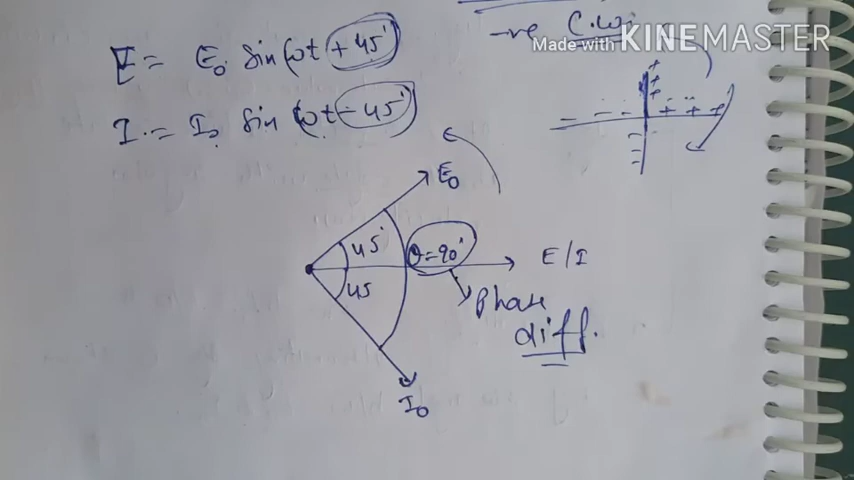 -ve C.W.
Made with KINEMASTER
E = E₀ sin(ωt + 45°)
I = I₀ sin(ωt - 45°)
+
+
+
- - - + + + +
-
-
-
E₀
45°
θ=90°
E/I
45
Phase
diff.
I₀